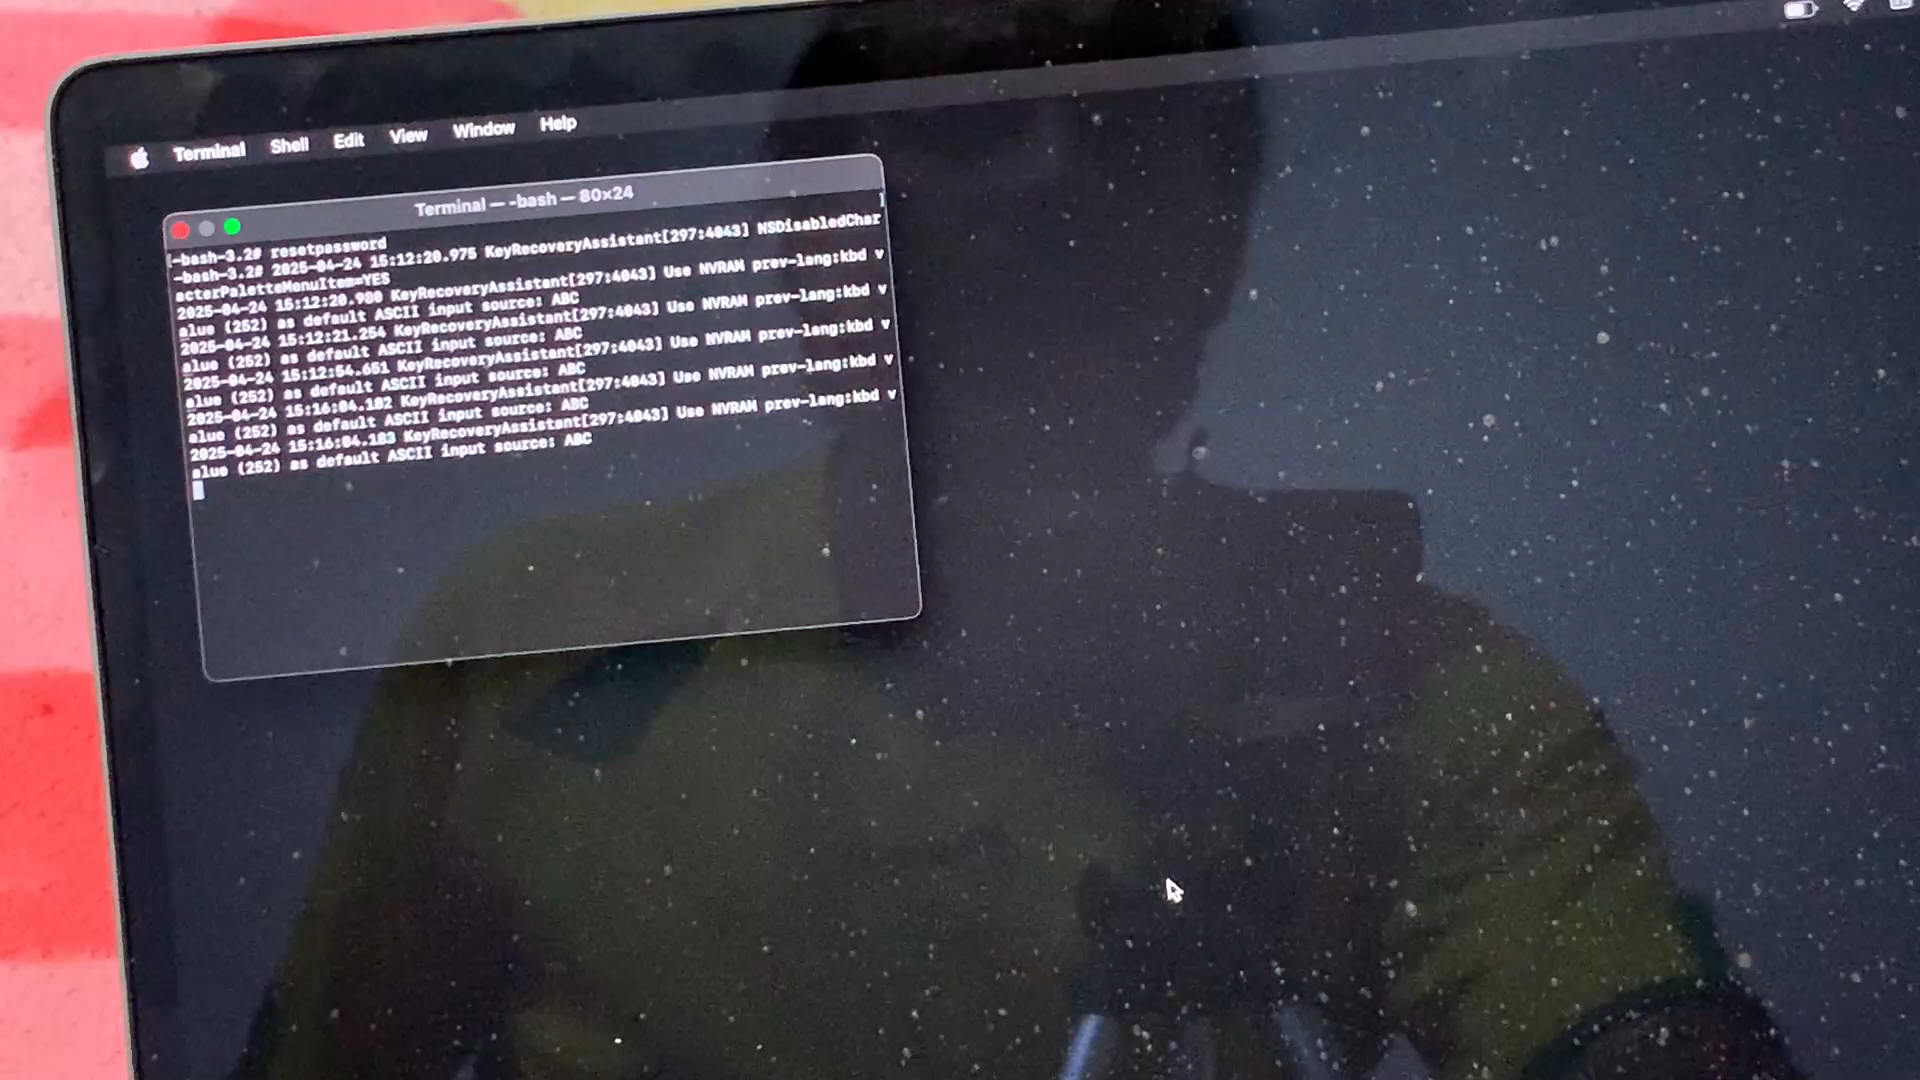 Terminal Shell Edit View Window Help
Terminal — -bash — 80×24
[-bash-3.2# resetpassword ]
-bash-3.2# 2025-04-24 15:12:20.975 KeyRecoveryAssistant[297:4043] NSDisabledChar
acterPaletteMenuItem=YES
2025-04-24 15:12:20.980 KeyRecoveryAssistant[297:4043] Use NVRAM prev-lang:kbd v
alue (252) as default ASCII input source: ABC
2025-04-24 15:12:21.254 KeyRecoveryAssistant[297:4043] Use NVRAM prev-lang:kbd v
alue (252) as default ASCII input source: ABC
2025-04-24 15:12:54.651 KeyRecoveryAssistant[297:4043] Use NVRAM prev-lang:kbd v
alue (252) as default ASCII input source: ABC
2025-04-24 15:16:04.182 KeyRecoveryAssistant[297:4043] Use NVRAM prev-lang:kbd v
alue (252) as default ASCII input source: ABC
2025-04-24 15:16:04.183 KeyRecoveryAssistant[297:4043] Use NVRAM prev-lang:kbd v
alue (252) as default ASCII input source: ABC